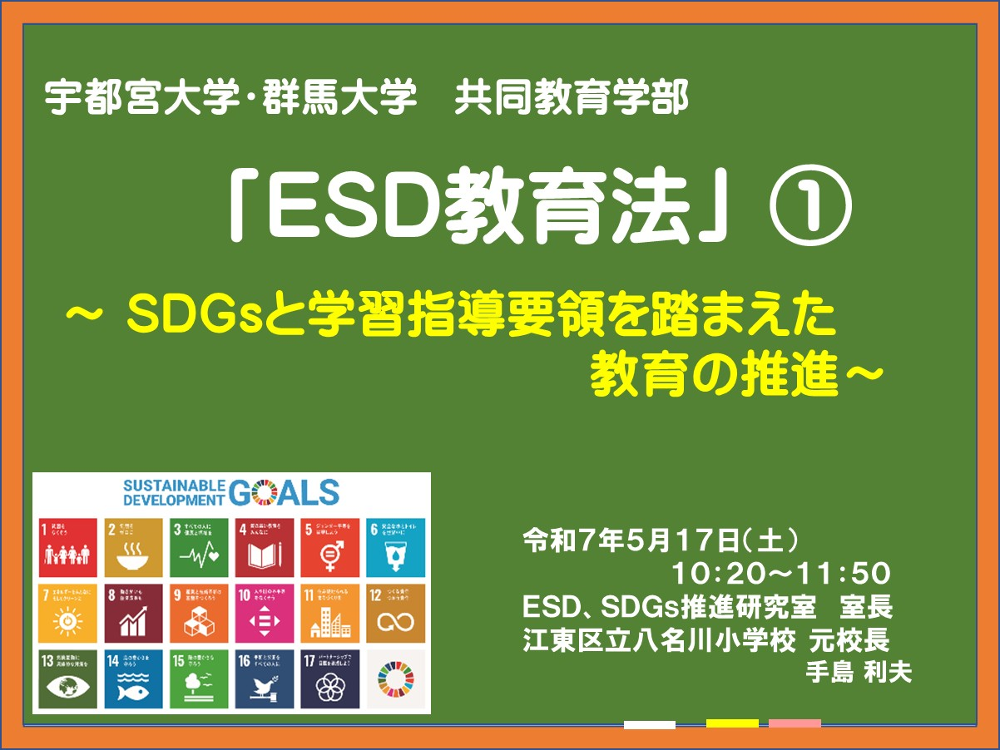 宇都宮大学・群馬大学　共同教育学部
「ESD教育法」①
～ SDGsと学習指導要領を踏まえた
教育の推進～
SUSTAINABLE
DEVELOPMENT GOALS
1 貧困をなくそう
2 飢餓をゼロに
3 すべての人に健康と福祉を
4 質の高い教育をみんなに
5 ジェンダー平等を実現しよう
6 安全な水とトイレを世界中に
7 エネルギーをみんなにそしてクリーンに
8 働きがいも経済成長も
9 産業と技術革新の基盤をつくろう
10 人や国の不平等をなくそう
11 住み続けられるまちづくりを
12 つくる責任つかう責任
13 気候変動に具体的な対策を
14 海の豊かさを守ろう
15 陸の豊かさも守ろう
16 平和と公正をすべての人に
17 パートナーシップで目標を達成しよう
令和７年５月１７日（土）
１０：２０～１１：５０
ESD、SDGs推進研究室　室長
江東区立八名川小学校 元校長
手島 利夫